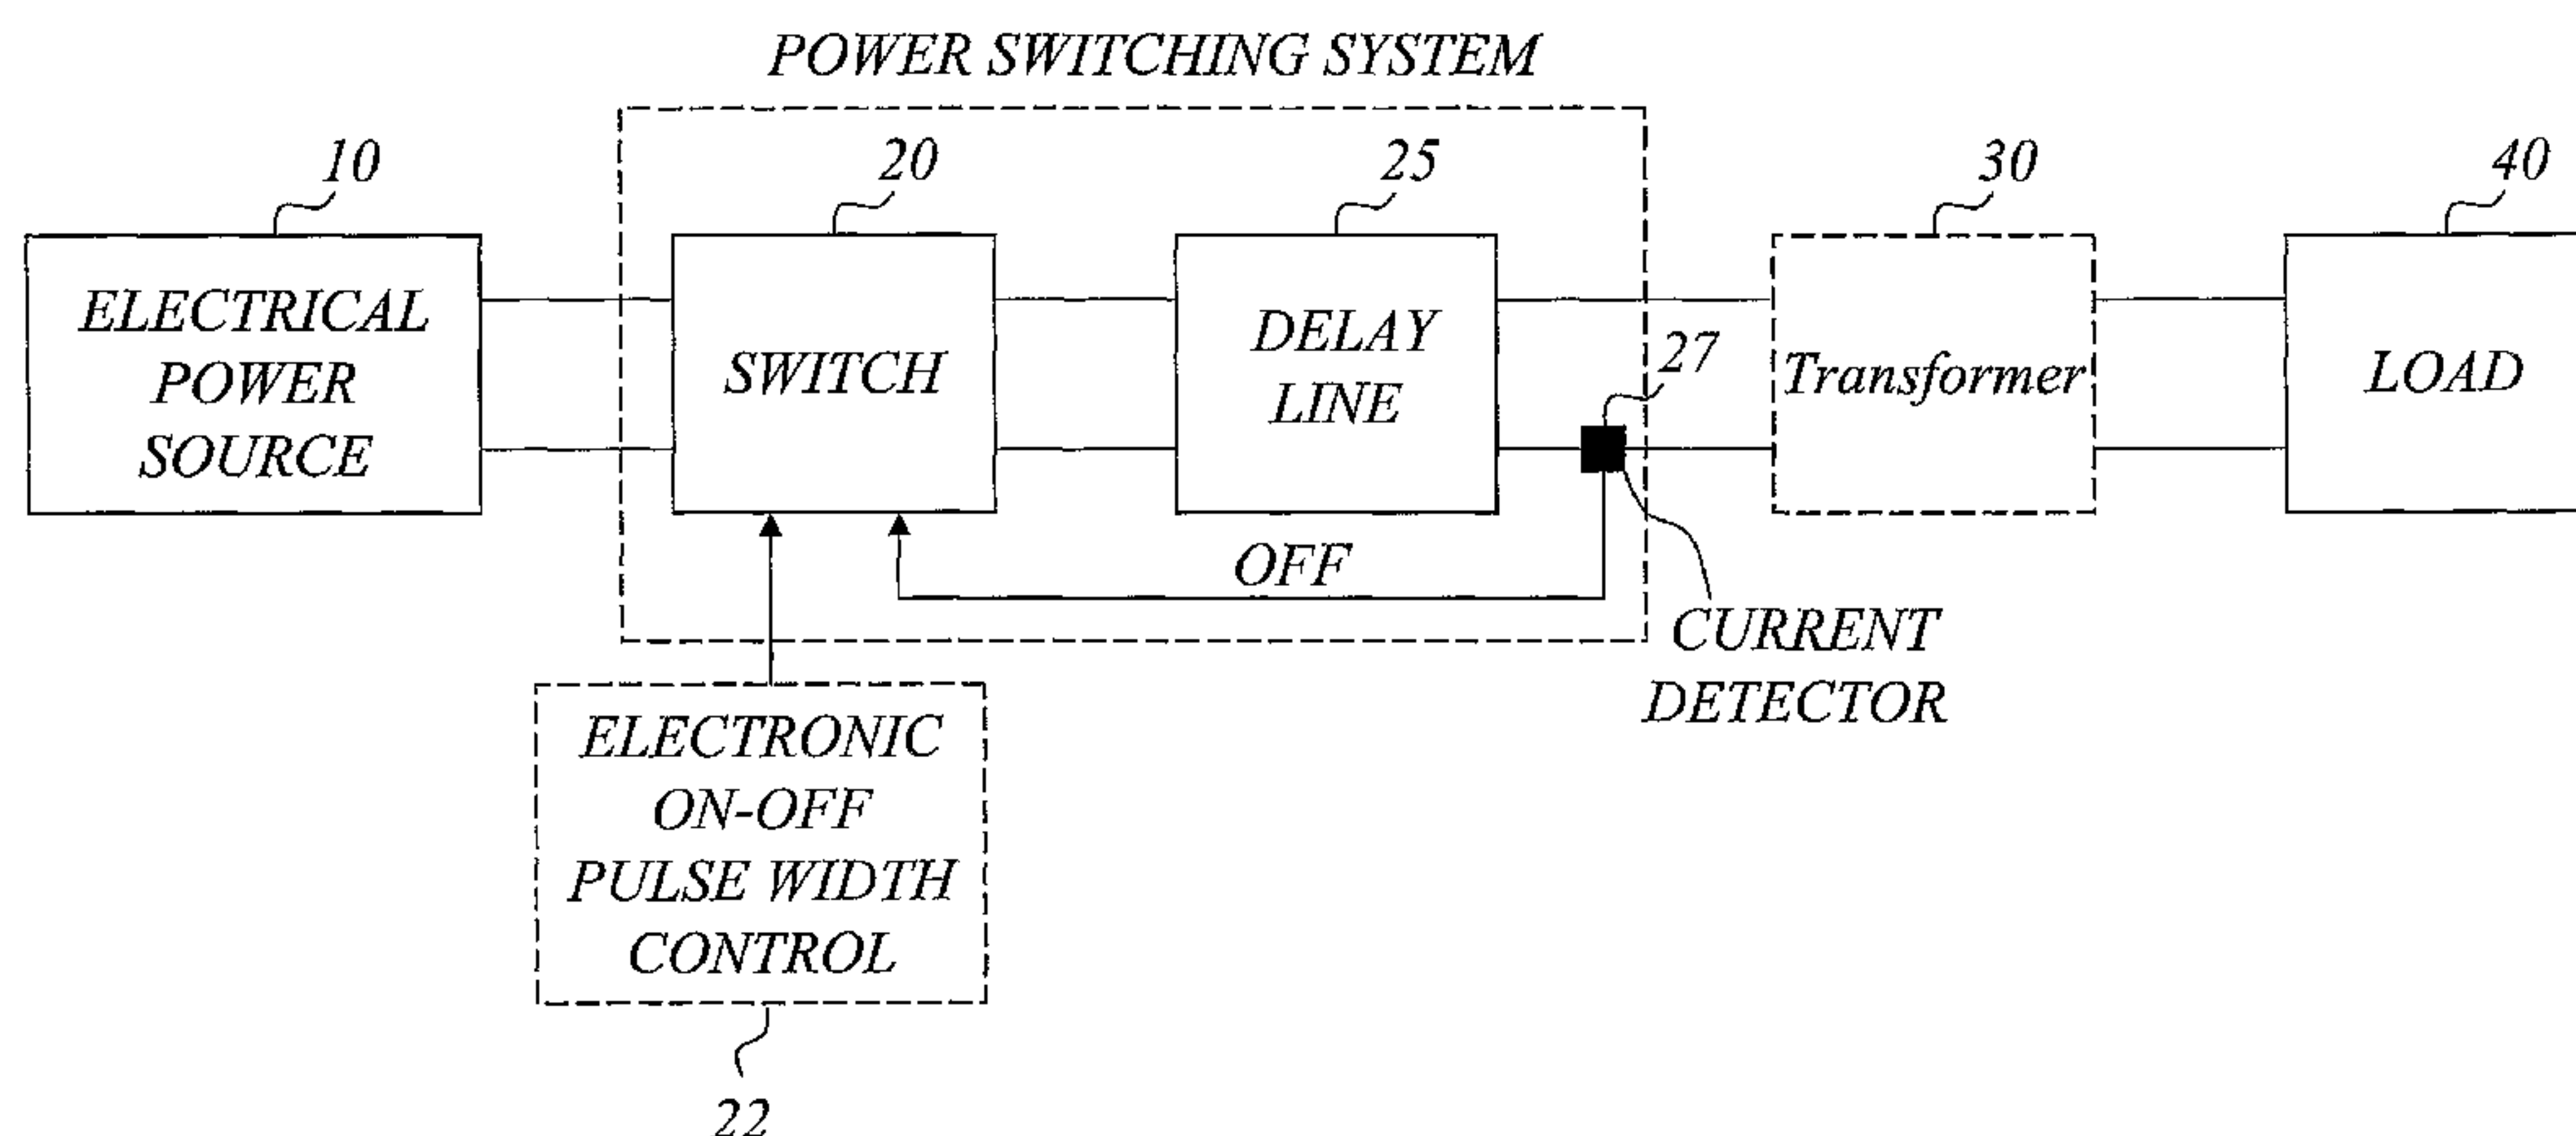 POWER SWITCHING SYSTEM
10
20
25
30
40
ELECTRICAL
POWER
SOURCE
SWITCH
DELAY
LINE
27
Transformer
LOAD
OFF
CURRENT
DETECTOR
ELECTRONIC
ON-OFF
PULSE WIDTH
CONTROL
22